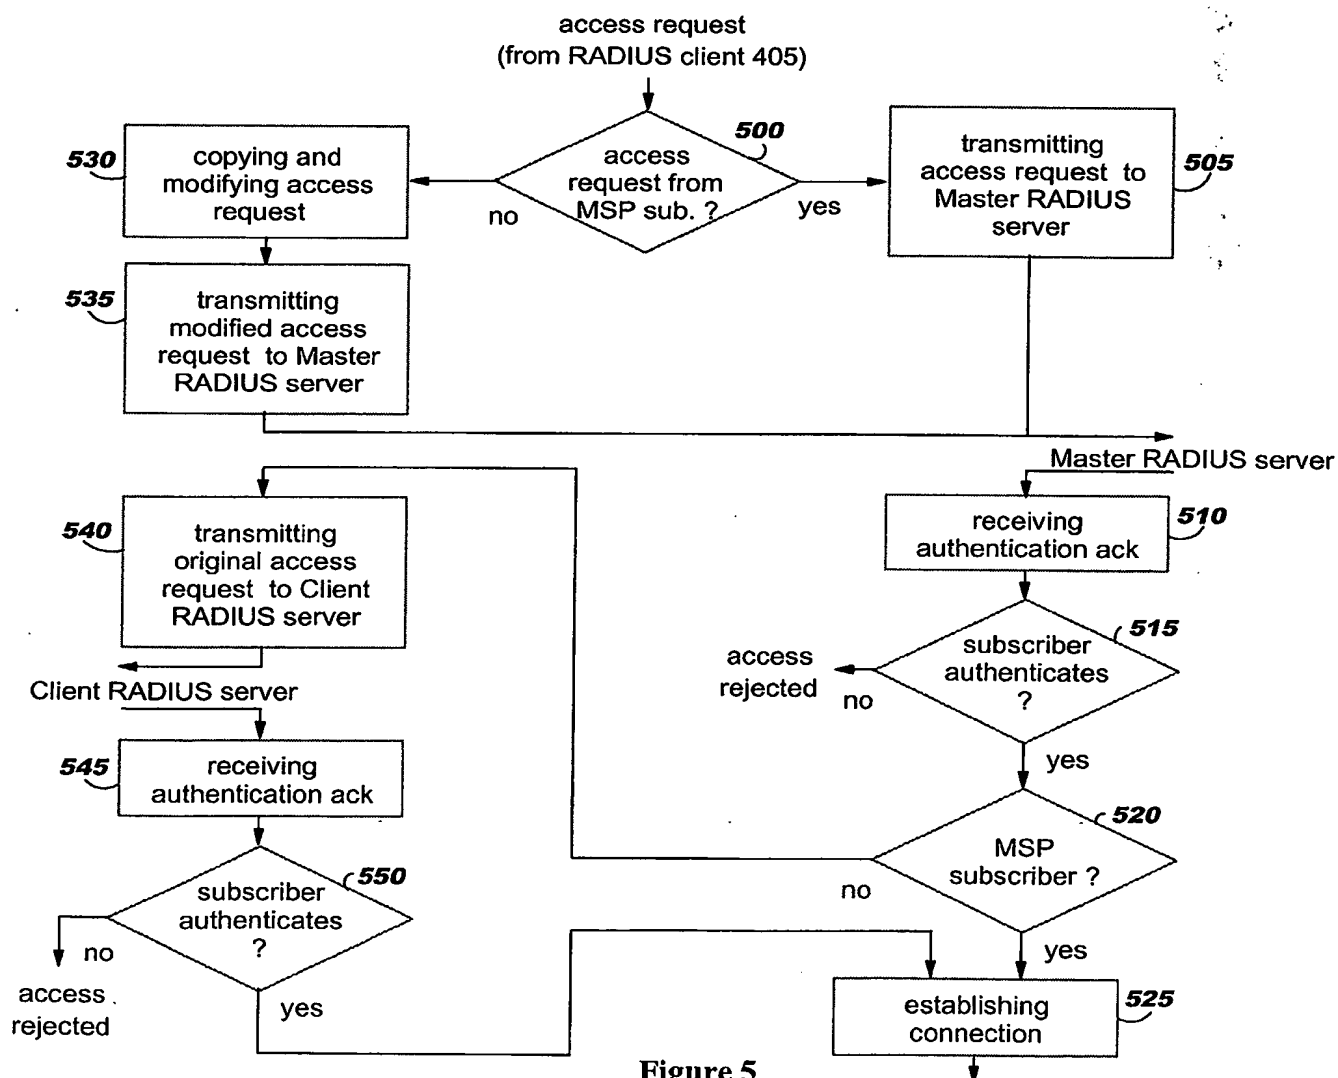 access request
(from RADIUS client 405)
500
access
request from
MSP sub. ?
no
yes
530
copying and
modifying access
request
505
transmitting
access request to
Master RADIUS
server
535
transmitting
modified access
request to Master
RADIUS server
Master RADIUS server
540
transmitting
original access
request to Client
RADIUS server
510
receiving
authentication ack
515
subscriber
authenticates
?
access
rejected
no
yes
Client RADIUS server
545
receiving
authentication ack
520
MSP
subscriber ?
no
yes
550
subscriber
authenticates
?
no
access
rejected
yes
525
establishing
connection
Figure 5